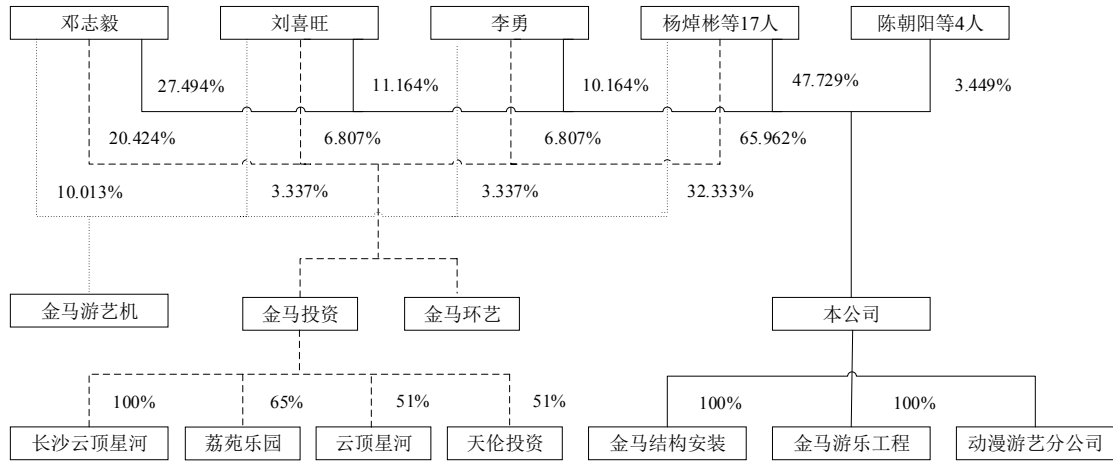 邓志毅
刘喜旺
李勇
杨焯彬等17人
陈朝阳等4人
27.494%
11.164%
10.164%
47.729%
3.449%
20.424%
6.807%
6.807%
65.962%
10.013%
3.337%
3.337%
32.333%
金马游艺机
金马投资
金马环艺
本公司
100%
65%
51%
51%
100%
100%
长沙云顶星河
荔苑乐园
云顶星河
天伦投资
金马结构安装
金马游乐工程
动漫游艺分公司